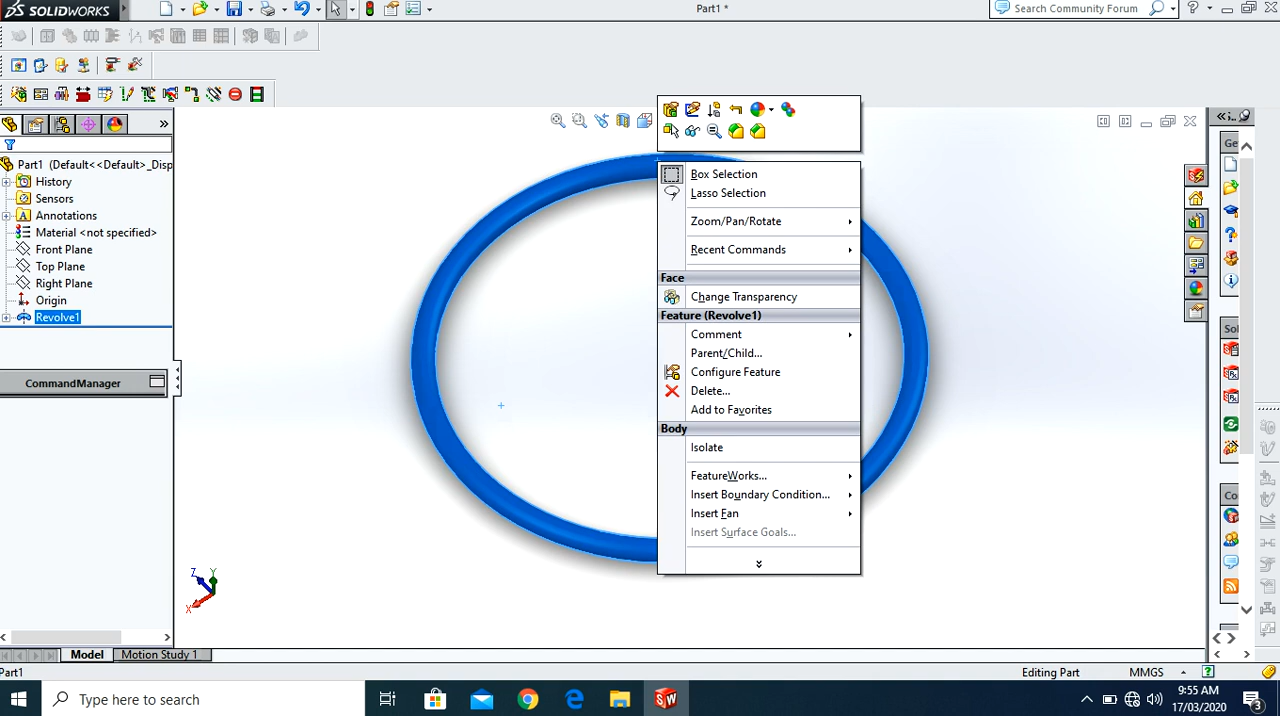 SOLIDWORKS
Part1 *
Search Community Forum
Part1 (Default<<Default>_Disp
History
Sensors
Annotations
Material <not specified>
Front Plane
Top Plane
Right Plane
Origin
Revolve1
CommandManager
Box Selection
Lasso Selection
Zoom/Pan/Rotate
Recent Commands
Face
Change Transparency
Feature (Revolve1)
Comment
Parent/Child...
Configure Feature
Delete...
Add to Favorites
Body
Isolate
FeatureWorks...
Insert Boundary Condition...
Insert Fan
Insert Surface Goals...
Ge
Sol
Co
Z
Y
X
Model
Motion Study 1
Part1
Editing Part
MMGS
Type here to search
9:55 AM
17/03/2020
3